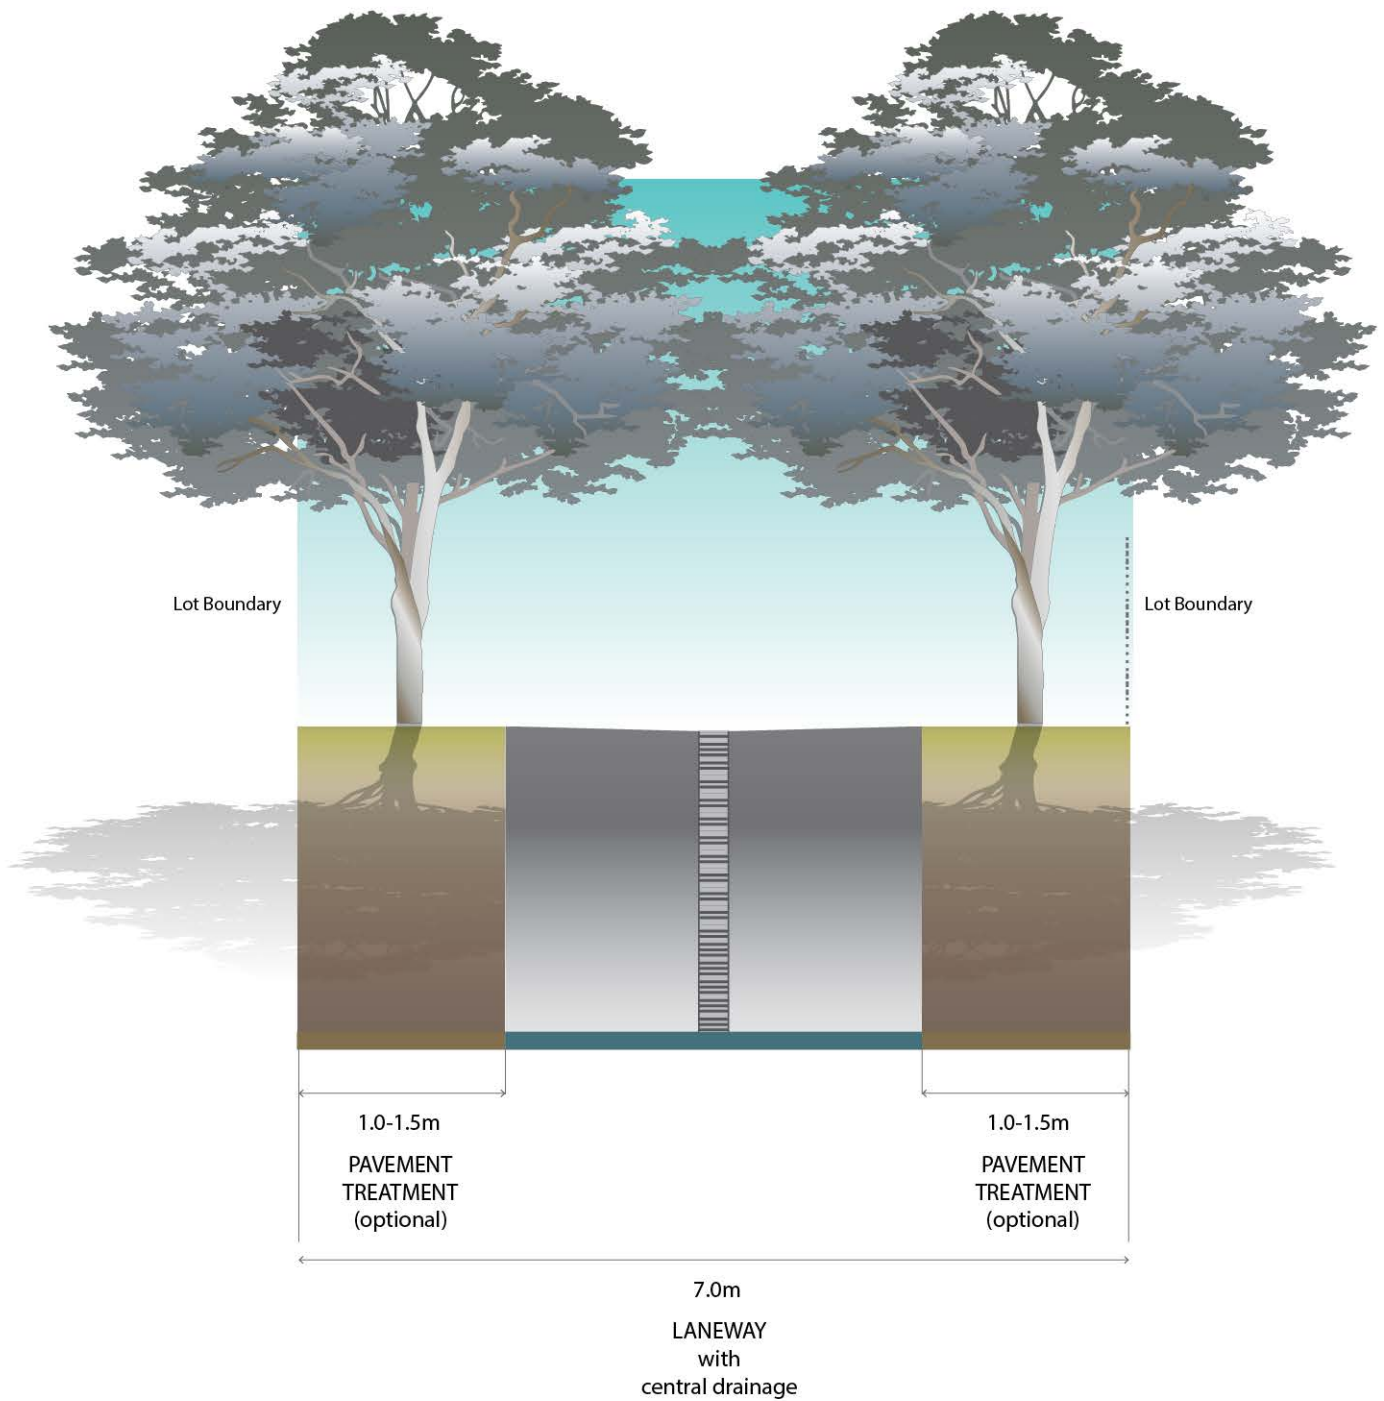 Lot Boundary
Lot Boundary
1.0-1.5m
PAVEMENT
TREATMENT
(optional)
1.0-1.5m
PAVEMENT
TREATMENT
(optional)
7.0m
LANEWAY
with
central drainage